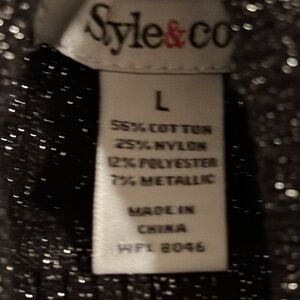 Style&co
L
56% COTTON
25% NYLON
12% POLYESTER
7% METALLIC
MADE IN
CHINA
WPL 8046